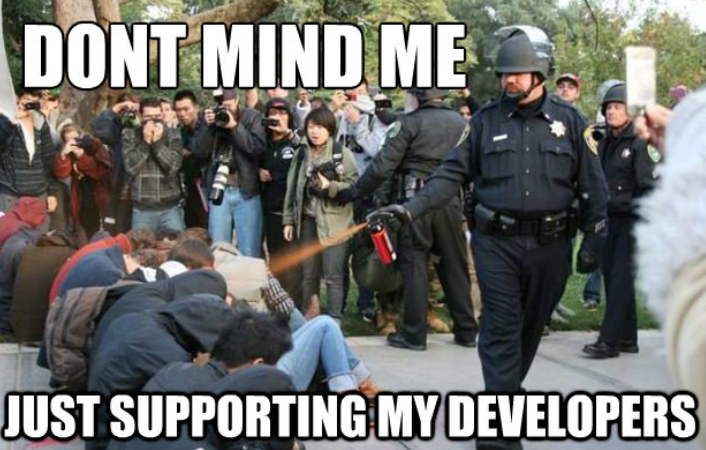 DONT MIND ME
JUST SUPPORTING MY DEVELOPERS